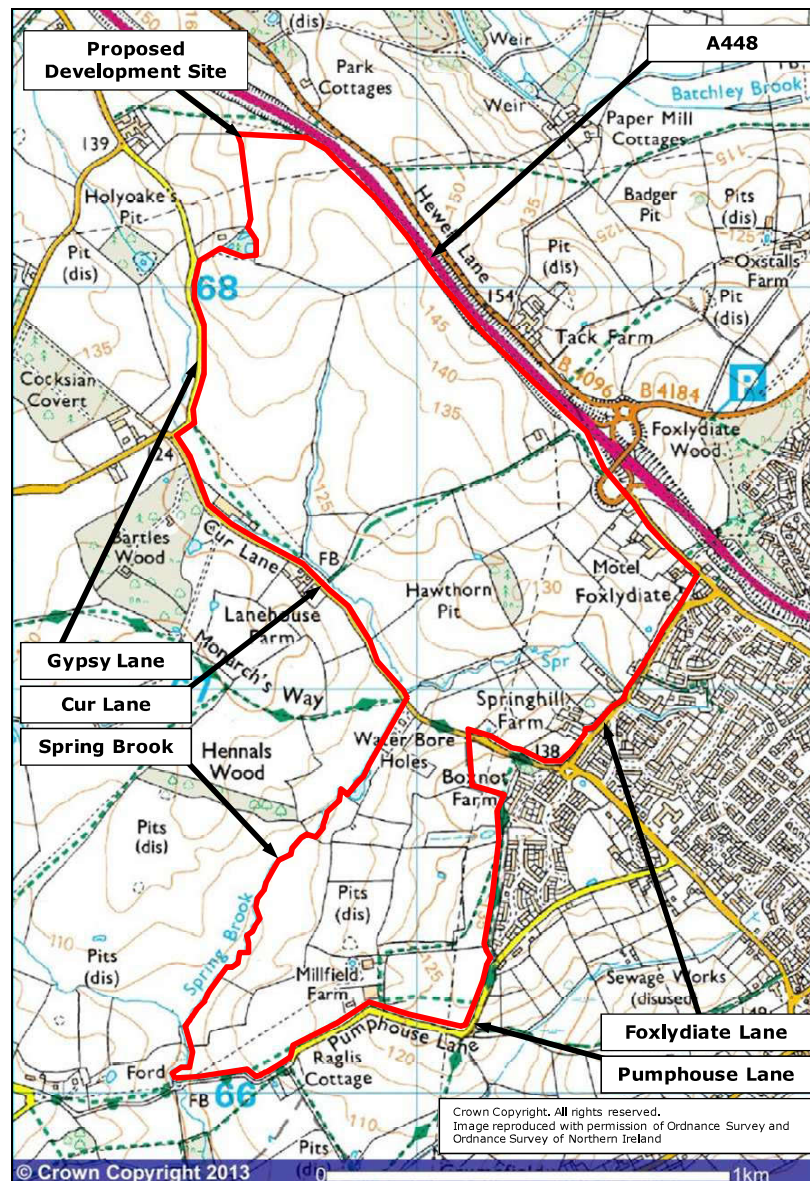 150
Proposed
Development Site
A448
Weir
Park
Cottages
Weir
Batchley Brook
Paper Mill
Cottages
139
115
Holyoake's
Pit
Hewell Lane
150
135
Badger
Pit
Pits
(dis)
125
125
Pit
(dis)
Pit
(dis)
Oxstalls
Farm
68
154
Pit
(dis)
145
Tack Farm
135
140
B 4096
B 4184
P
Cocksian
Covert
135
Foxlydiate
Wood
124
125
Bartles
Wood
Cur Lane
FB
Motel
Foxlydiate
Hawthorn
Pit
130
Lanehouse
Farm
Monarch's Way
Spr
Gypsy Lane
Cur Lane
Spring Brook
Springhill
Farm
Hennals
Wood
Water Bore
Holes
138
Boxnot
Farm
Pits
(dis)
Pits
(dis)
110
Spring Brook
Pits
(dis)
Millfield
Farm
125
Sewage Works
(disused)
Pumphouse Lane
120
Foxlydiate Lane
Ford
Raglis
Cottage
Pumphouse Lane
FB
66
110
Pits
(dis)
Crown Copyright. All rights reserved.
Image reproduced with permission of Ordnance Survey and
Ordnance Survey of Northern Ireland
© Crown Copyright 2013
0
1km